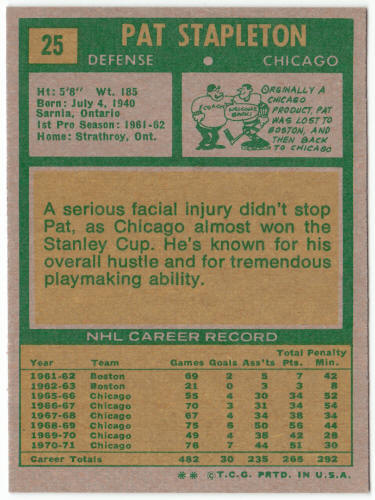 25
PAT STAPLETON
DEFENSE
CHICAGO
Ht: 5'8" Wt. 185
Born: July 4, 1940
Sarnia, Ontario
1st Pro Season: 1961-62
Home: Strathroy, Ont.
COACH
WELCOME BACK!
ORIGINALLY A
CHICAGO
PRODUCT, PAT
WAS LOST TO
BOSTON, AND
THEN BACK
TO CHICAGO
A serious facial injury didn't stop
Pat, as Chicago almost won the
Stanley Cup. He's known for his
overall hustle and for tremendous
playmaking ability.
NHL CAREER RECORD
Total Penalty
Year Team Games Goals Ass'ts Pts. Min.
1961-62 Boston 69 2 5 7 42
1962-63 Boston 21 0 3 3 8
1965-66 Chicago 55 4 30 34 52
1966-67 Chicago 70 3 31 34 54
1967-68 Chicago 67 4 34 38 34
1968-69 Chicago 75 6 50 56 44
1969-70 Chicago 49 4 38 42 28
1970-71 Chicago 76 7 44 51 30
Career Totals 482 30 235 265 292
** © T.C.G. PRTD. IN U.S.A.